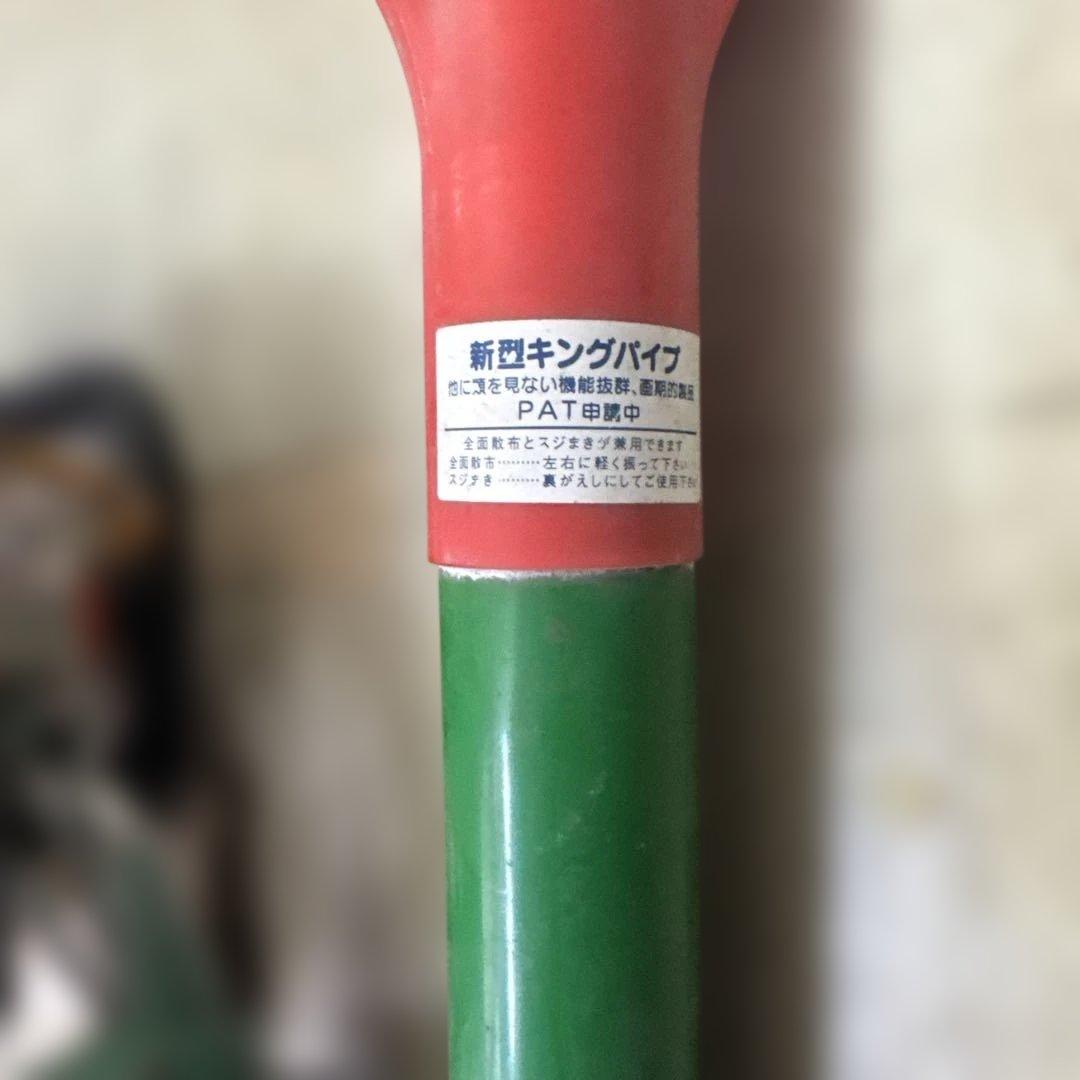 新型キングパイプ
他に類を見ない機能抜群、画期的製品
PAT申請中
全面散布とスジまきが兼用できます
全面散布………左右に軽く振って下さい
スジまき………裏がえしにしてご使用下さい